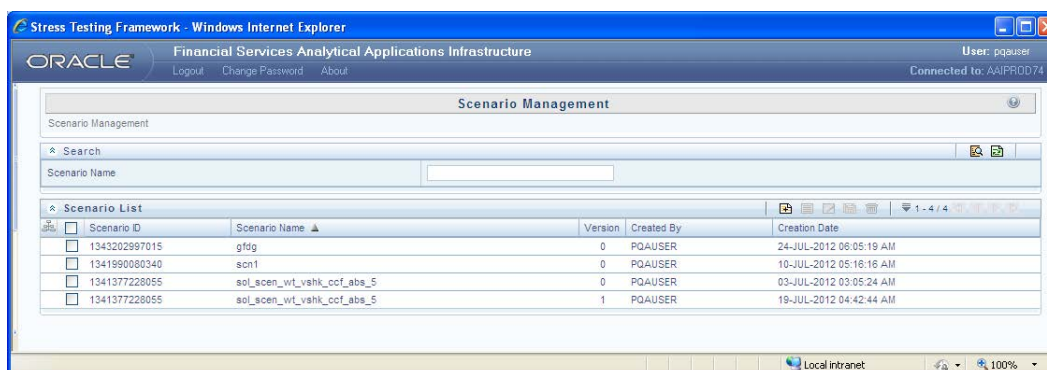 Stress Testing Framework - Windows Internet Explorer
ORACLE
Financial Services Analytical Applications Infrastructure
User: pqauser
Logout Change Password About
Connected to: AAIPROD74
Scenario Management
Scenario Management
Search
Scenario Name
Scenario List
1 - 4 / 4
Scenario ID Scenario Name Version Created By Creation Date
1343202997015 gfdg 0 PQAUSER 24-JUL-2012 06:05:19 AM
1341990080340 scn1 0 PQAUSER 10-JUL-2012 05:16:16 AM
1341377228055 sol_scen_wt_vshk_ccf_abs_5 0 PQAUSER 03-JUL-2012 03:05:24 AM
1341377228055 sol_scen_wt_vshk_ccf_abs_5 1 PQAUSER 19-JUL-2012 04:42:44 AM
Local intranet
100%